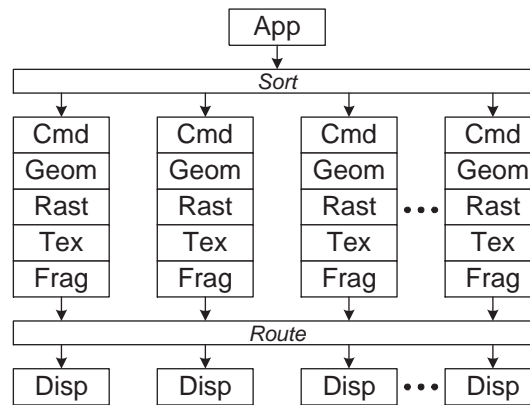 App
Sort
Cmd Cmd Cmd Cmd
Geom Geom Geom Geom
Rast Rast Rast ••• Rast
Tex Tex Tex Tex
Frag Frag Frag Frag
Route
Disp Disp Disp ••• Disp